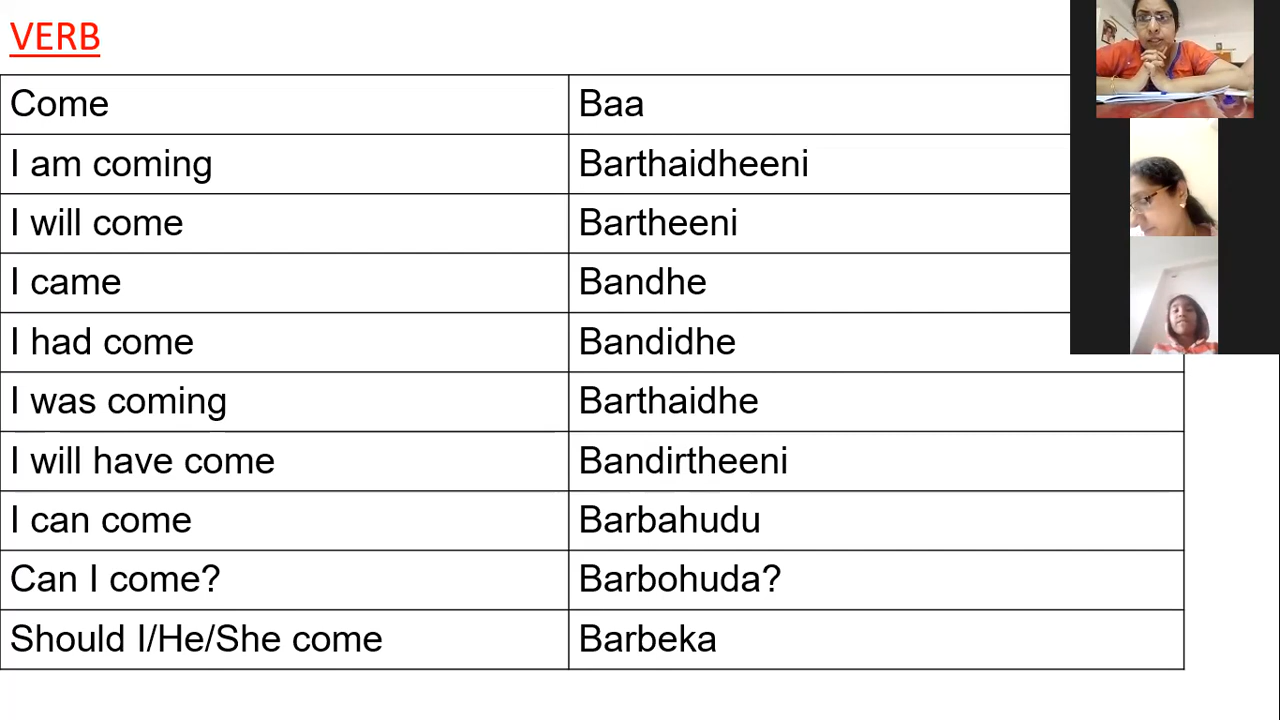 VERB
Come Baa
I am coming Barthaidheeni
I will come Bartheeni
I came Bandhe
I had come Bandidhe
I was coming Barthaidhe
I will have come Bandirtheeni
I can come Barbahudu
Can I come? Barbohuda?
Should I/He/She come Barbeka